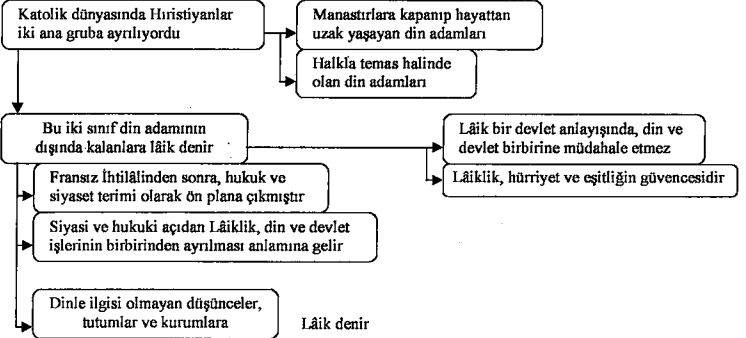 Katolik dünyasında Hıristiyanlar
iki ana gruba ayrılıyordu
Manastırlara kapanıp hayattan
uzak yaşayan din adamları
Halkla temas halinde
olan din adamları
Bu iki sınıf din adamının
dışında kalanlara lâik denir
Lâik bir devlet anlayışında, din ve
devlet birbirine müdahale etmez
Lâiklik, hürriyet ve eşitliğin güvencesidir
Fransız İhtilâlinden sonra, hukuk ve
siyaset terimi olarak ön plana çıkmıştır
Siyasi ve hukuki açıdan Lâiklik, din ve devlet
işlerinin birbirinden ayrılması anlamına gelir
Dinle ilgisi olmayan düşünceler,
tutumlar ve kurumlara
Lâik denir